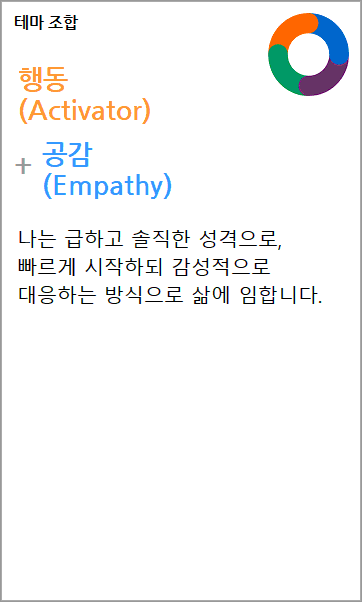 테마 조합
행동
(Activator)
+ 공감
(Empathy)
나는 급하고 솔직한 성격으로,
빠르게 시작하되 감성적으로
대응하는 방식으로 삶에 임합니다.